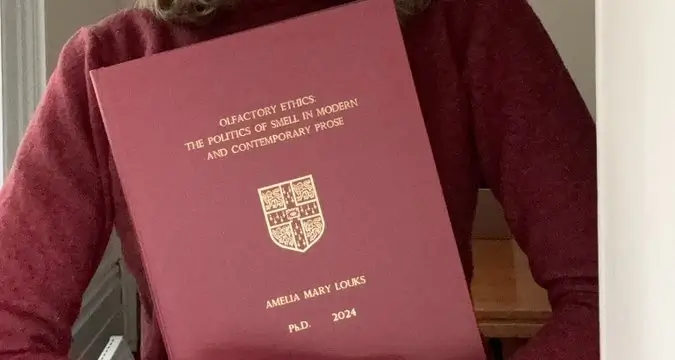 OLFACTORY ETHICS:
THE POLITICS OF SMELL IN MODERN
AND CONTEMPORARY PROSE
AMELIA MARY LOUKS
Ph.D. 2024